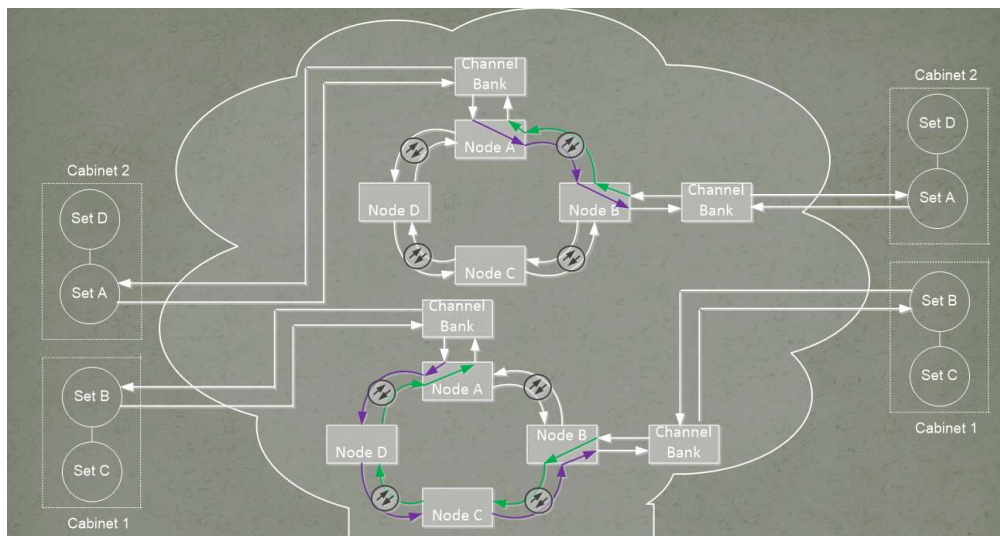 Channel
Bank
Node A
Node D
Node B
Channel
Bank
Node C
Cabinet 2
Set D
Set A
Cabinet 2
Set D
Set A
Channel
Bank
Node A
Node D
Node B
Channel
Bank
Node C
Set B
Set C
Cabinet 1
Set B
Set C
Cabinet 1